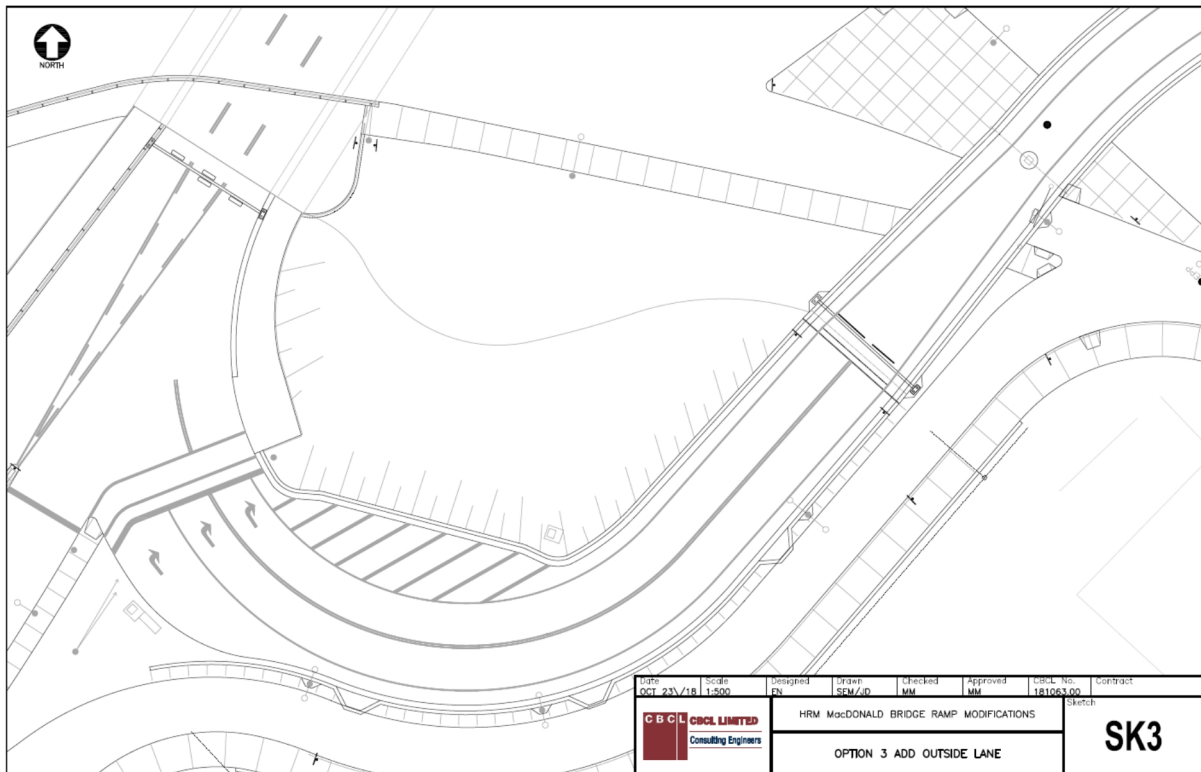 NORTH
Date Scale Designed Drawn Checked Approved CBCL No. Contract
OCT 23\/18 1:500 EN SEM/JD MM MM 181063.00
CBCL CBCL LIMITED
Consulting Engineers
HRM MacDONALD BRIDGE RAMP MODIFICATIONS
OPTION 3 ADD OUTSIDE LANE
Sketch
SK3